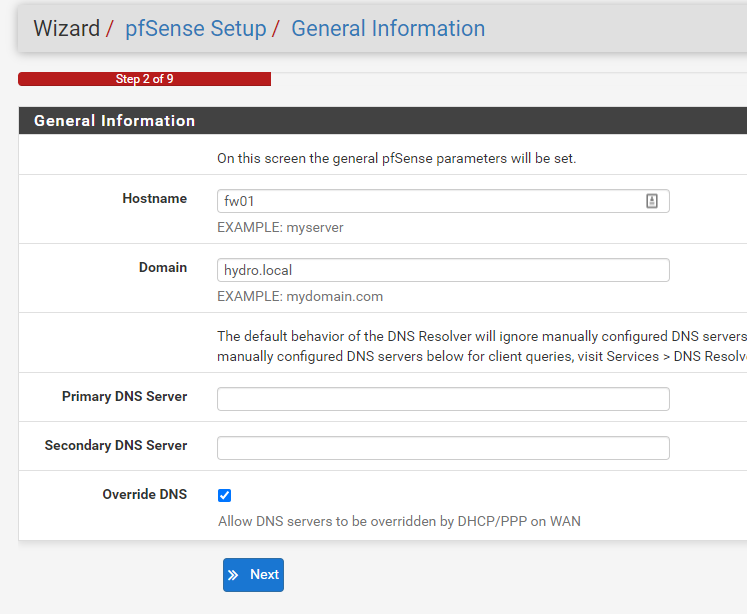 Wizard / pfSense Setup / General Information
Step 2 of 9
General Information
On this screen the general pfSense parameters will be set.
Hostname
fw01
EXAMPLE: myserver
Domain
hydro.local
EXAMPLE: mydomain.com
The default behavior of the DNS Resolver will ignore manually configured DNS servers
manually configured DNS servers below for client queries, visit Services > DNS Resolv
Primary DNS Server
Secondary DNS Server
Override DNS
Allow DNS servers to be overridden by DHCP/PPP on WAN
Next